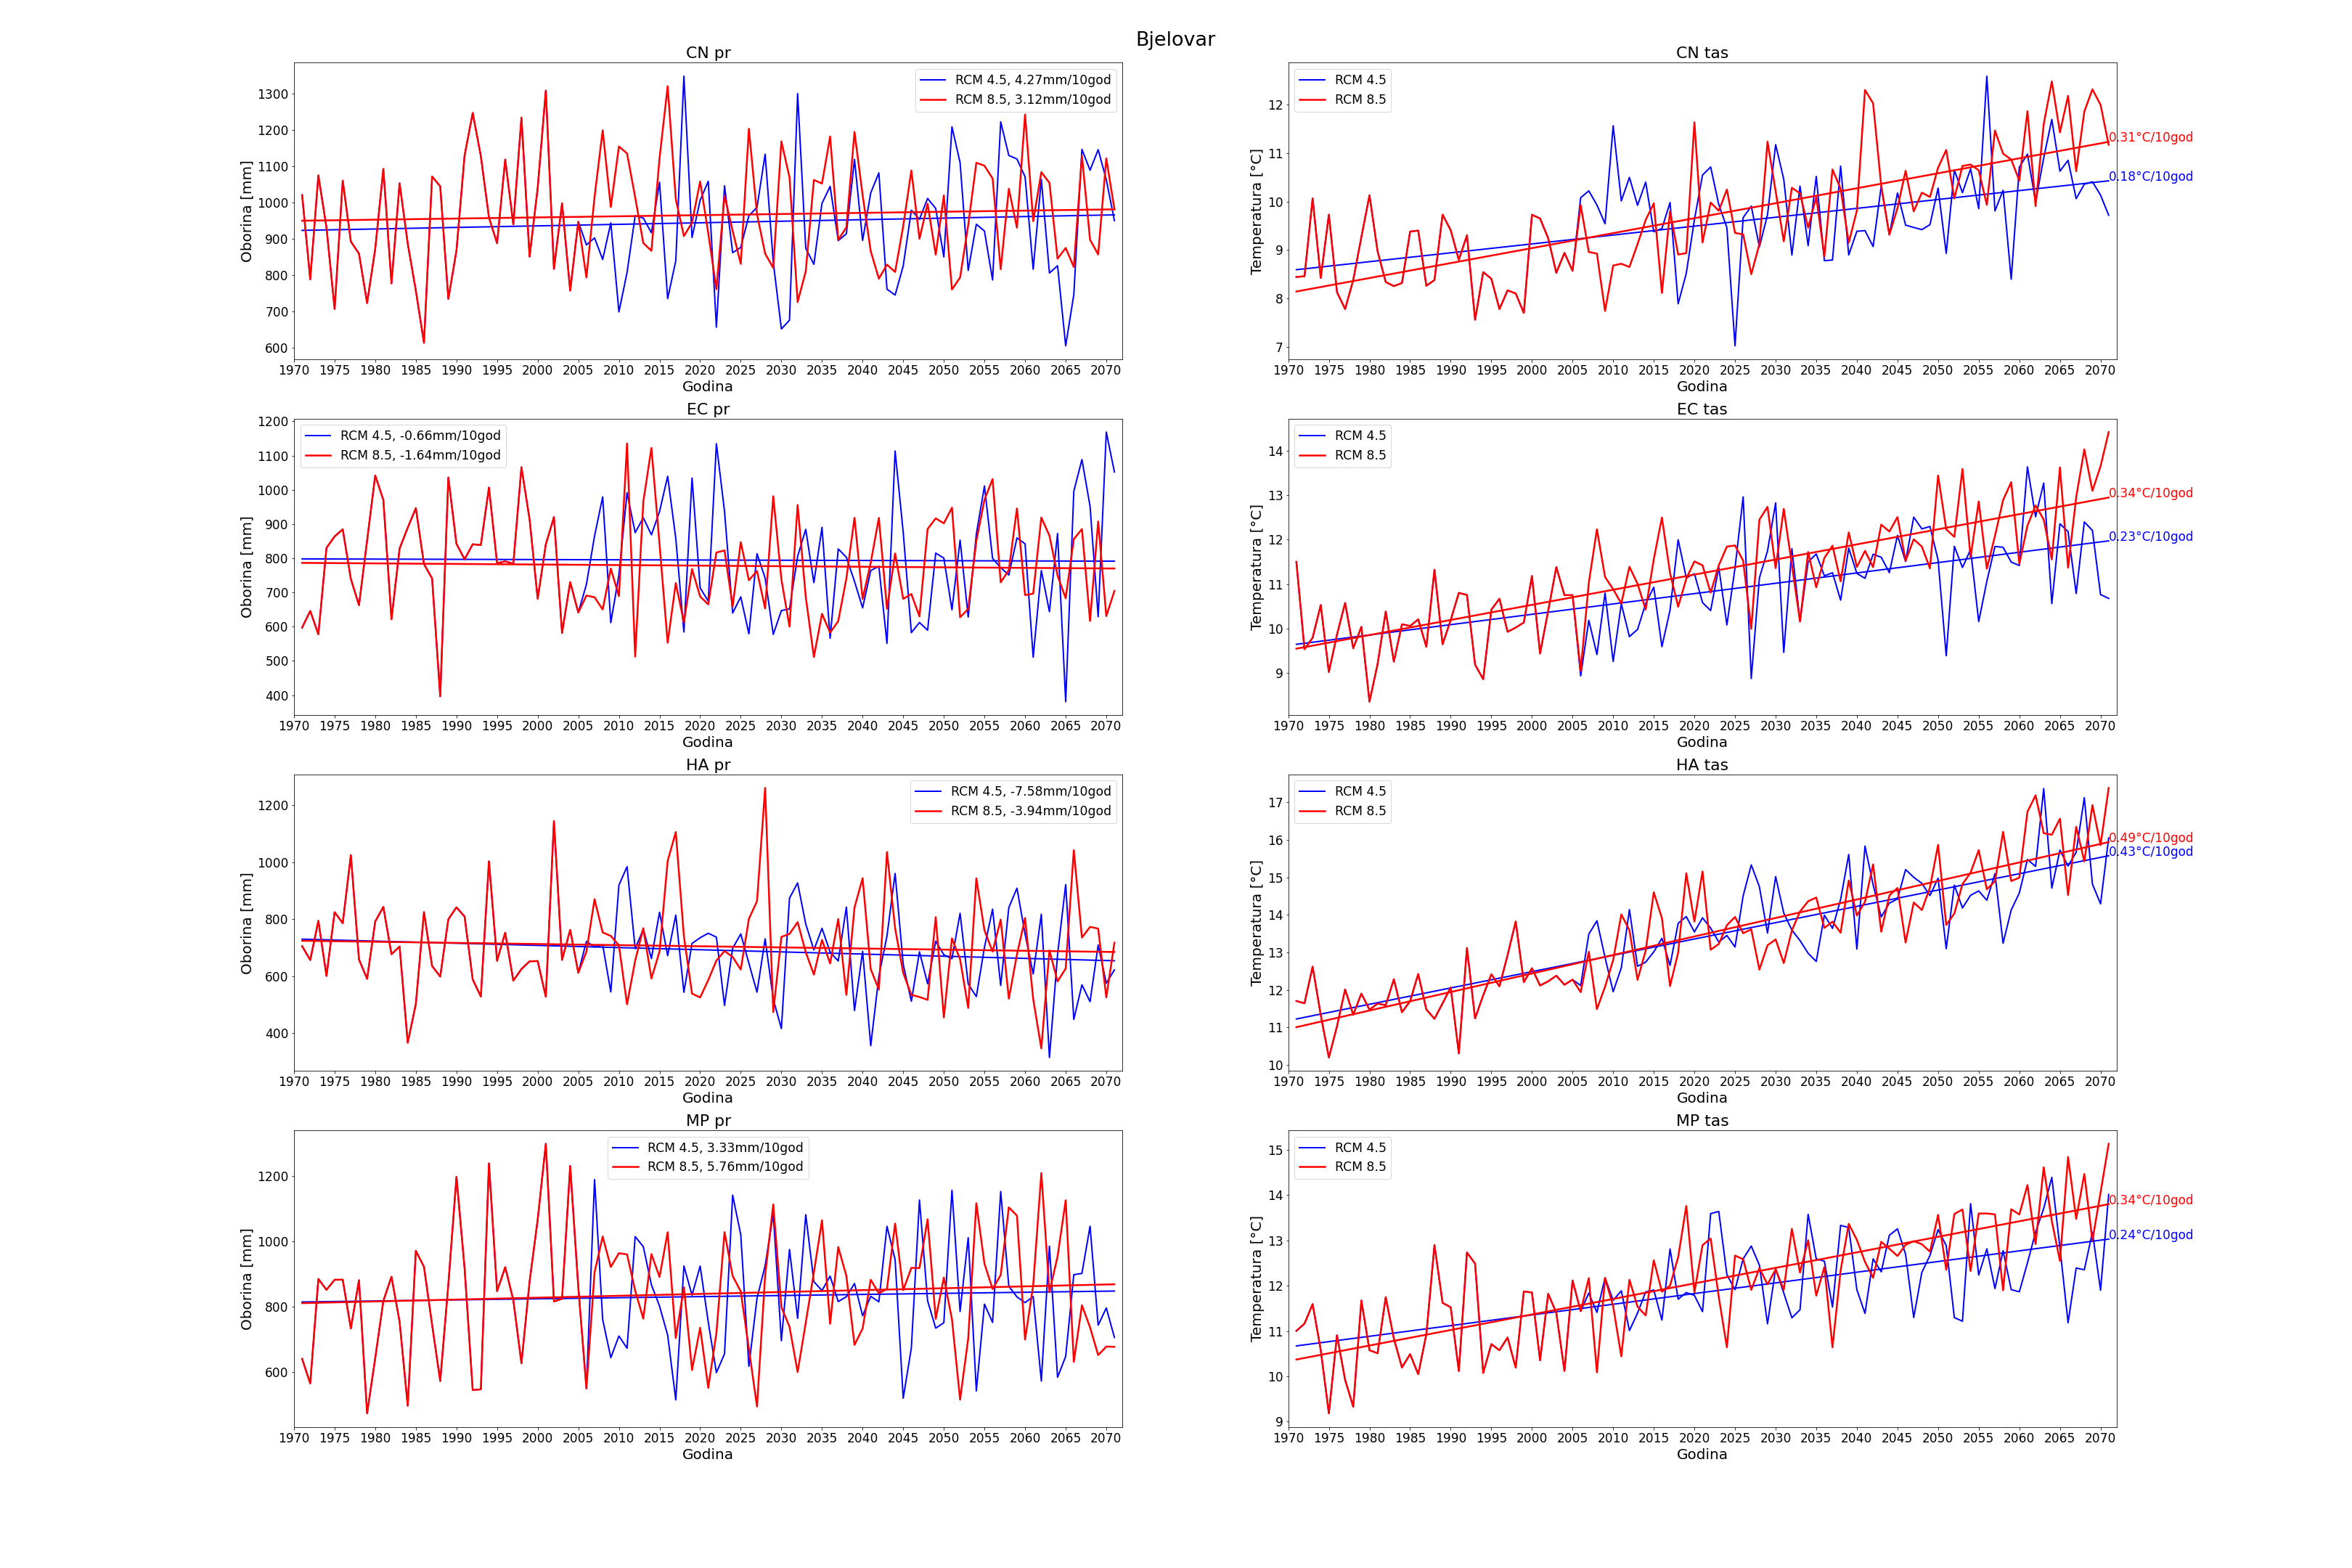 Bjelovar
CN pr
RCM 4.5, 4.27mm/10god
RCM 8.5, 3.12mm/10god
Oborina [mm]
1300
1200
1100
1000
900
800
700
600
1970 1975 1980 1985 1990 1995 2000 2005 2010 2015 2020 2025 2030 2035 2040 2045 2050 2055 2060 2065 2070
Godina
CN tas
RCM 4.5
RCM 8.5
Temperatura [°C]
12
11
10
9
8
7
0.31°C/10god
0.18°C/10god
1970 1975 1980 1985 1990 1995 2000 2005 2010 2015 2020 2025 2030 2035 2040 2045 2050 2055 2060 2065 2070
Godina
EC pr
RCM 4.5, -0.66mm/10god
RCM 8.5, -1.64mm/10god
Oborina [mm]
1200
1100
1000
900
800
700
600
500
400
1970 1975 1980 1985 1990 1995 2000 2005 2010 2015 2020 2025 2030 2035 2040 2045 2050 2055 2060 2065 2070
Godina
EC tas
RCM 4.5
RCM 8.5
Temperatura [°C]
14
13
12
11
10
9
0.34°C/10god
0.23°C/10god
1970 1975 1980 1985 1990 1995 2000 2005 2010 2015 2020 2025 2030 2035 2040 2045 2050 2055 2060 2065 2070
Godina
HA pr
RCM 4.5, -7.58mm/10god
RCM 8.5, -3.94mm/10god
Oborina [mm]
1200
1000
800
600
400
1970 1975 1980 1985 1990 1995 2000 2005 2010 2015 2020 2025 2030 2035 2040 2045 2050 2055 2060 2065 2070
Godina
HA tas
RCM 4.5
RCM 8.5
Temperatura [°C]
17
16
15
14
13
12
11
10
0.49°C/10god
0.43°C/10god
1970 1975 1980 1985 1990 1995 2000 2005 2010 2015 2020 2025 2030 2035 2040 2045 2050 2055 2060 2065 2070
Godina
MP pr
RCM 4.5, 3.33mm/10god
RCM 8.5, 5.76mm/10god
Oborina [mm]
1200
1000
800
600
1970 1975 1980 1985 1990 1995 2000 2005 2010 2015 2020 2025 2030 2035 2040 2045 2050 2055 2060 2065 2070
Godina
MP tas
RCM 4.5
RCM 8.5
Temperatura [°C]
15
14
13
12
11
10
9
0.34°C/10god
0.24°C/10god
1970 1975 1980 1985 1990 1995 2000 2005 2010 2015 2020 2025 2030 2035 2040 2045 2050 2055 2060 2065 2070
Godina